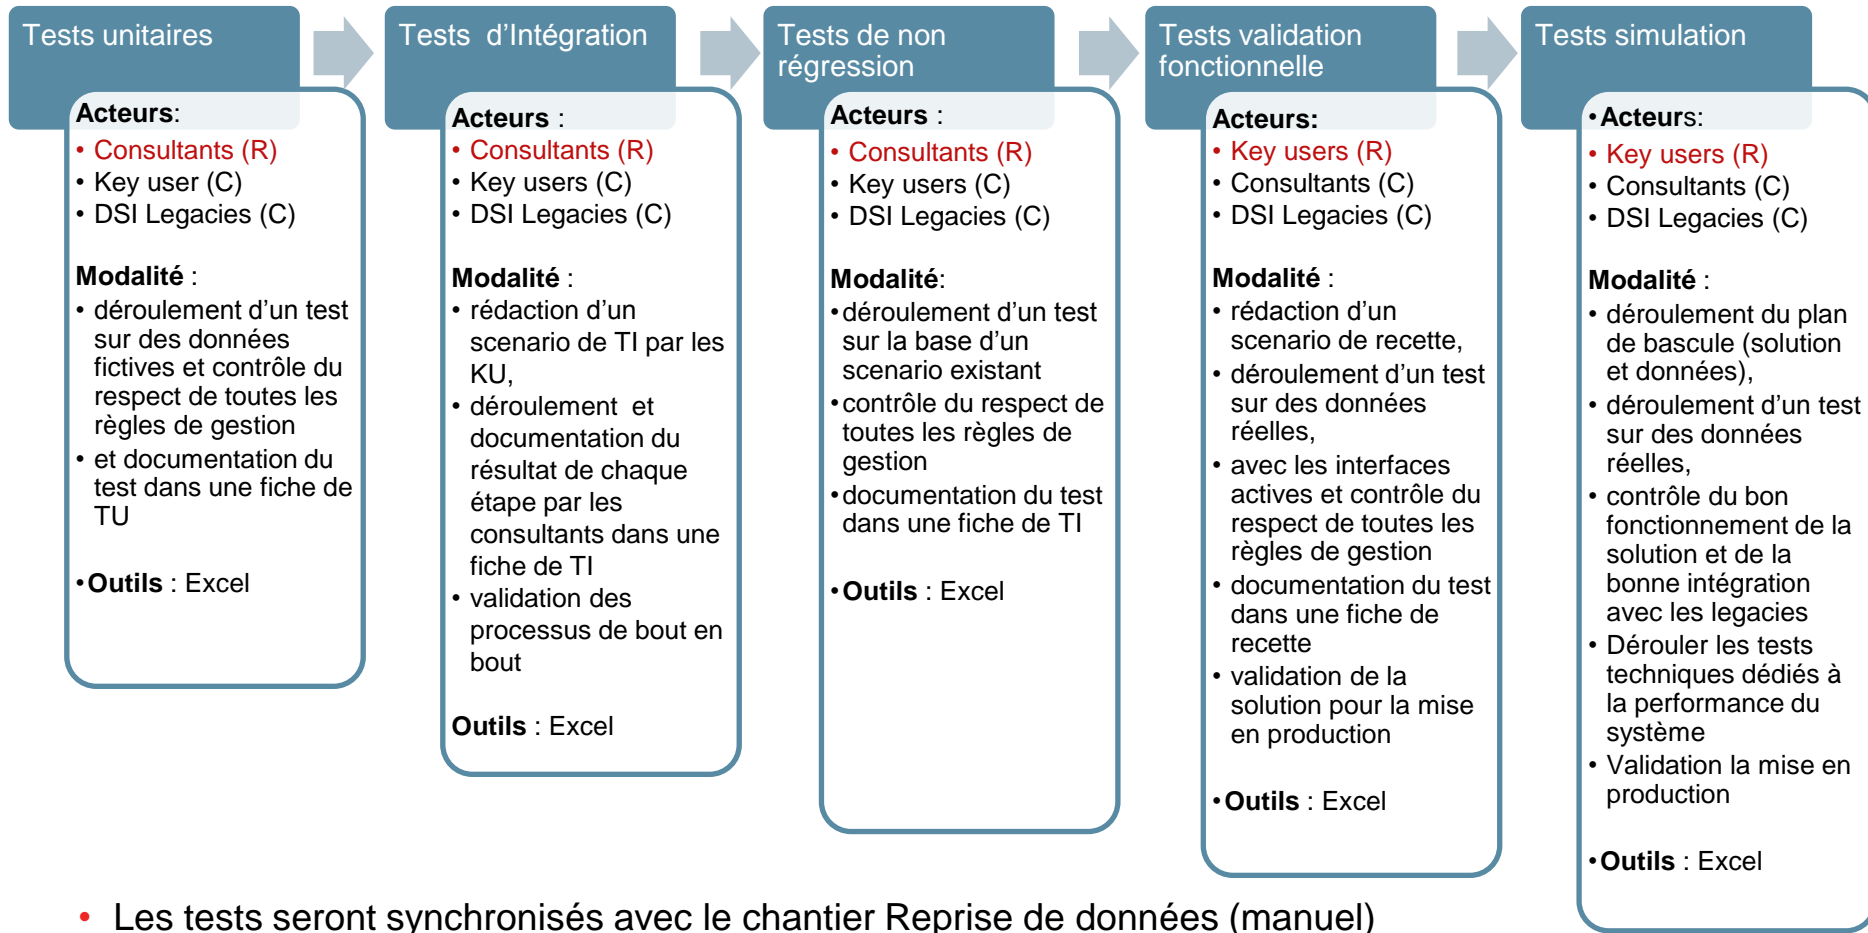 Tests unitaires
Acteurs:
• Consultants (R)
• Key user (C)
• DSI Legacies (C)
Modalité :
• déroulement d’un test
sur des données
fictives et contrôle du
respect de toutes les
règles de gestion
• et documentation du
test dans une fiche de
TU
•Outils : Excel
Tests  d’Intégration
Acteurs :
• Consultants (R)
• Key users (C)
• DSI Legacies (C)
Modalité :
• rédaction d’un
scenario de TI par les
KU,
• déroulement  et
documentation du
résultat de chaque
étape par les
consultants dans une
fiche de TI
• validation des
processus de bout en
bout
Outils : Excel
Tests de non
régression
Acteurs :
• Consultants (R)
• Key users (C)
• DSI Legacies (C)
Modalité:
•déroulement d’un test
sur la base d’un
scenario existant
•contrôle du respect de
toutes les règles de
gestion
•documentation du test
dans une fiche de TI
•Outils : Excel
Tests validation
fonctionnelle
Acteurs:
• Key users (R)
• Consultants (C)
• DSI Legacies (C)
Modalité :
• rédaction d’un
scenario de recette,
• déroulement d’un test
sur des données
réelles,
• avec les interfaces
actives et contrôle du
respect de toutes les
règles de gestion
• documentation du test
dans une fiche de
recette
• validation de la
solution pour la mise
en production
•Outils : Excel
Tests simulation
•Acteurs:
• Key users (R)
• Consultants (C)
• DSI Legacies (C)
Modalité :
• déroulement du plan
de bascule (solution
et données),
• déroulement d’un test
sur des données
réelles,
• contrôle du bon
fonctionnement de la
solution et de la
bonne intégration
avec les legacies
• Dérouler les tests
techniques dédiés à
la performance du
système
• Validation la mise en
production
•Outils : Excel
• Les tests seront synchronisés avec le chantier Reprise de données (manuel)